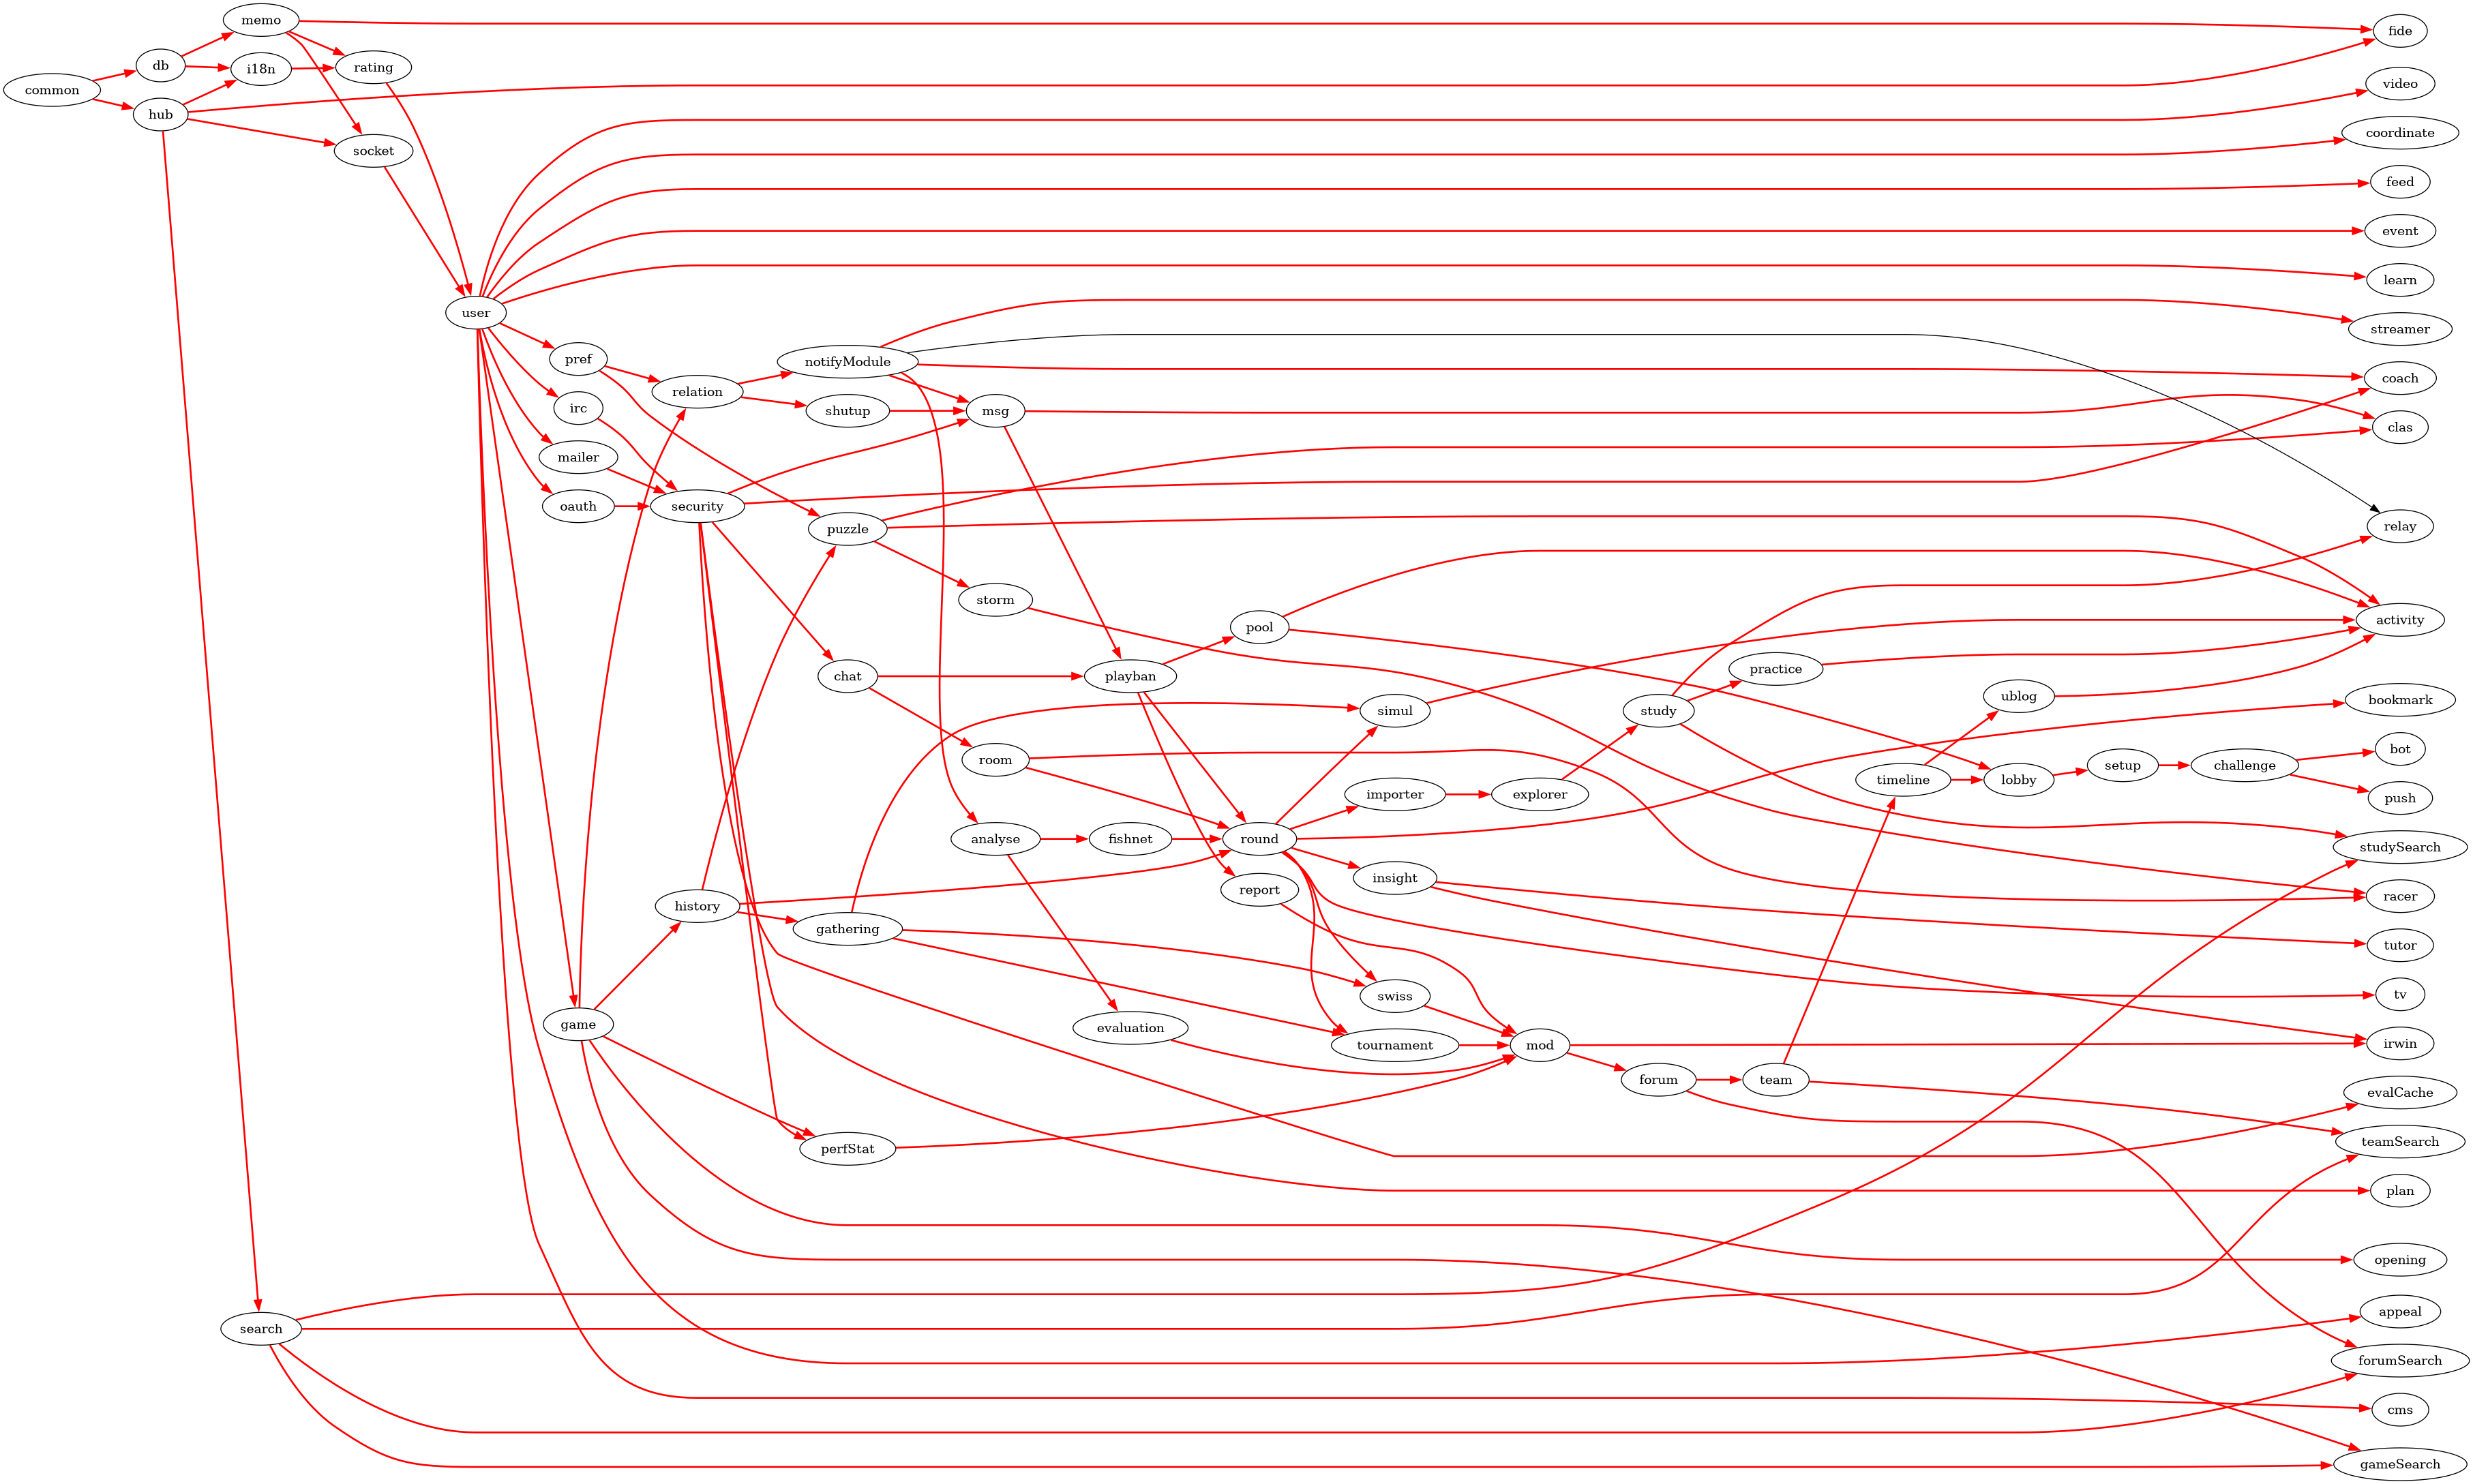 common
db
hub
memo
i18n
search
rating
socket
user
pref
irc
mailer
oauth
game
relation
security
history
notifyModule
shutup
puzzle
chat
gathering
perfStat
msg
storm
room
analyse
playban
fishnet
evaluation
pool
round
report
simul
importer
insight
swiss
tournament
explorer
mod
study
forum
practice
team
timeline
ublog
lobby
setup
challenge
fide
video
coordinate
feed
event
learn
streamer
coach
clas
relay
activity
bookmark
bot
push
studySearch
racer
tutor
tv
irwin
evalCache
teamSearch
plan
opening
appeal
forumSearch
cms
gameSearch